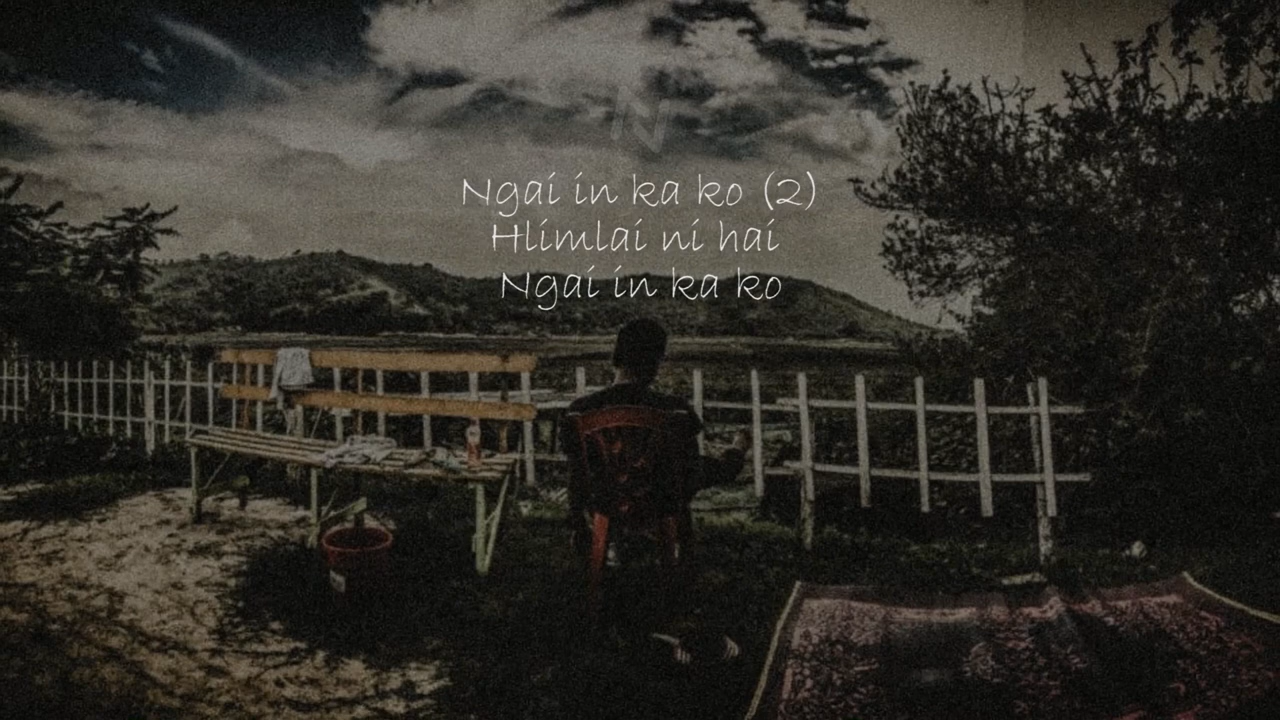 N
Ngai in ka ko (2)
Hlimlai ni hai
Ngai in ka ko